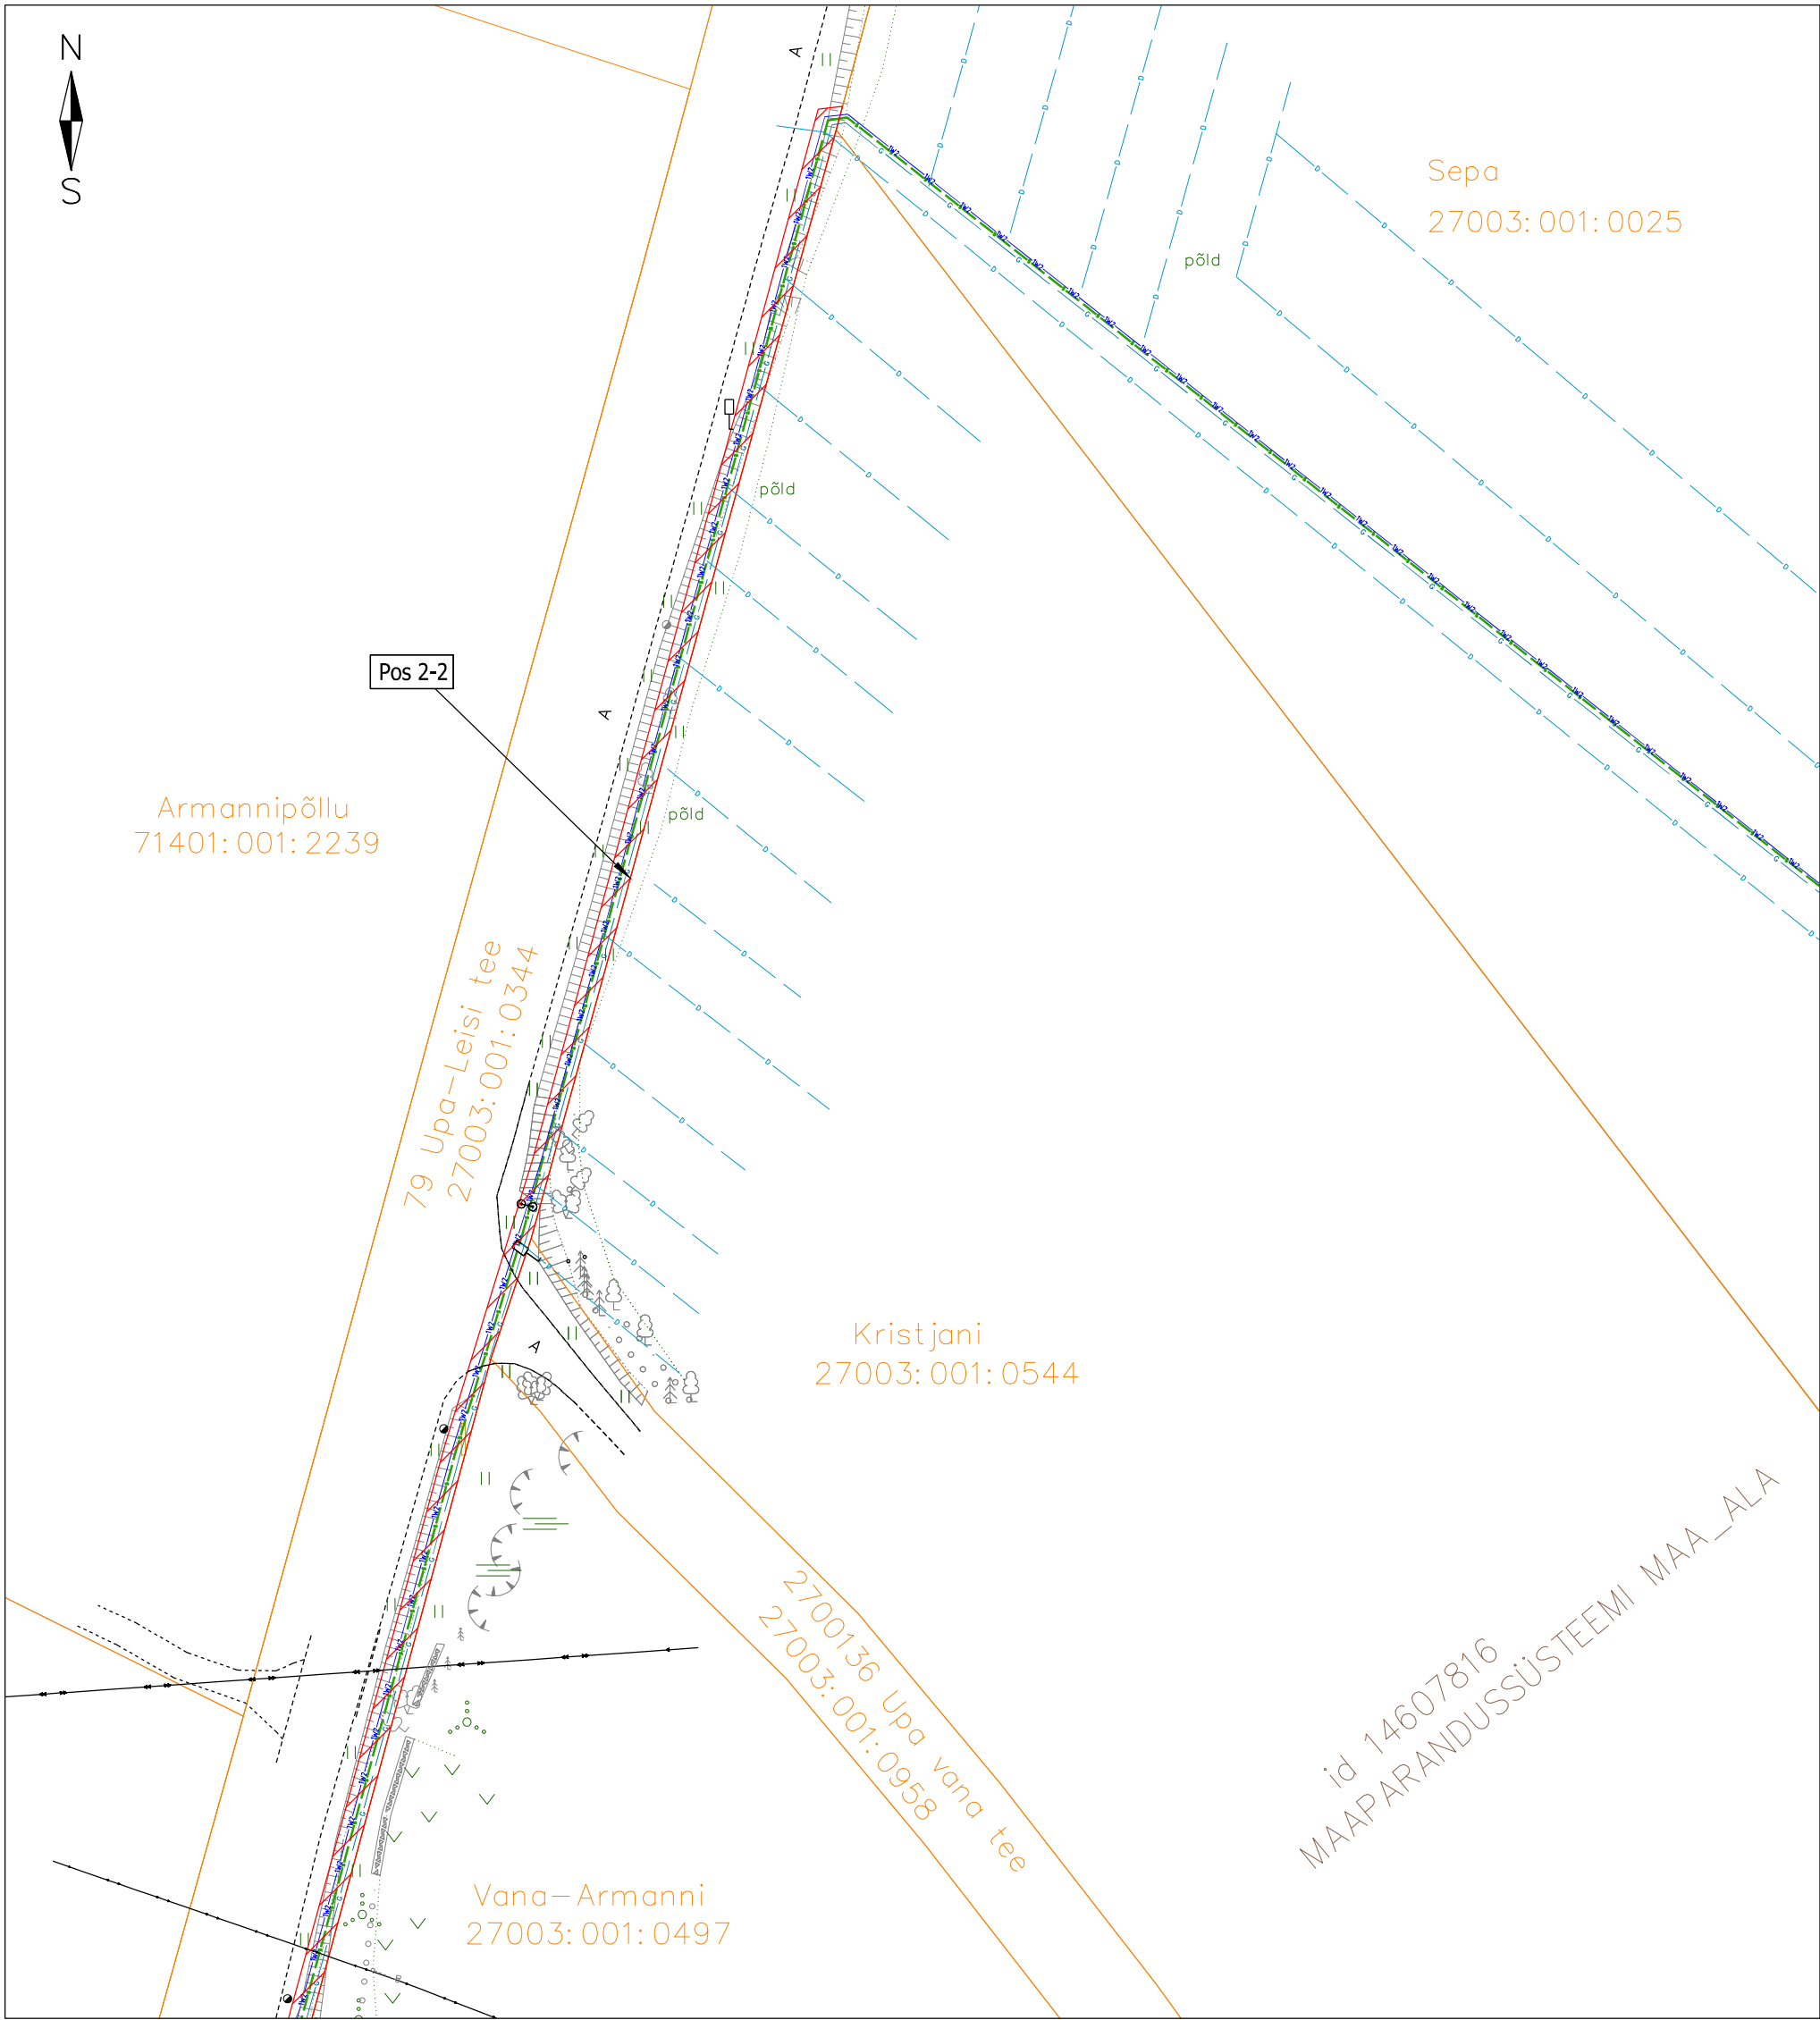 N
S
A
Sepa
27003:001:0025
põld
põld
Pos 2-2
A
Armannipõllu
71401:001:2239
põld
79 Upa-Leisi tee
27003:001:0344
A
Kristjani
27003:001:0544
2700136 Upa vana tee
27003:001:0958
id 14607816
MAAPARANDUSSÜSTEEMI MAA_ALA
Vana-Armanni
27003:001:0497